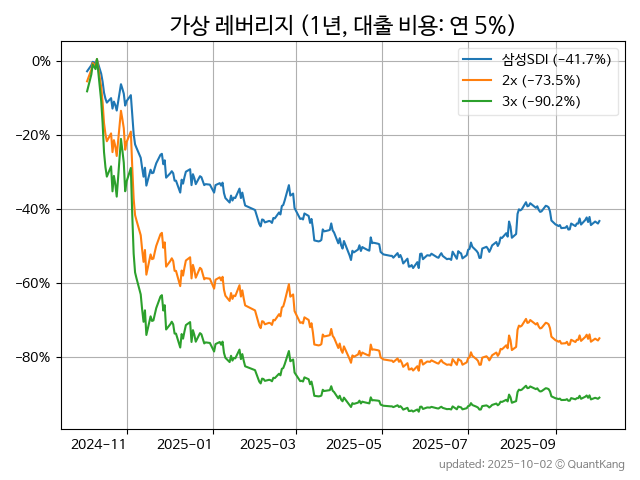 가상 레버리지 (1년, 대출 비용: 연 5%)
삼성SDI (−41.7%)
2x (−73.5%)
3x (−90.2%)
0%
−20%
−40%
−60%
−80%
2024-11 2025-01 2025-03 2025-05 2025-07 2025-09
updated: 2025-10-02 © QuantKang